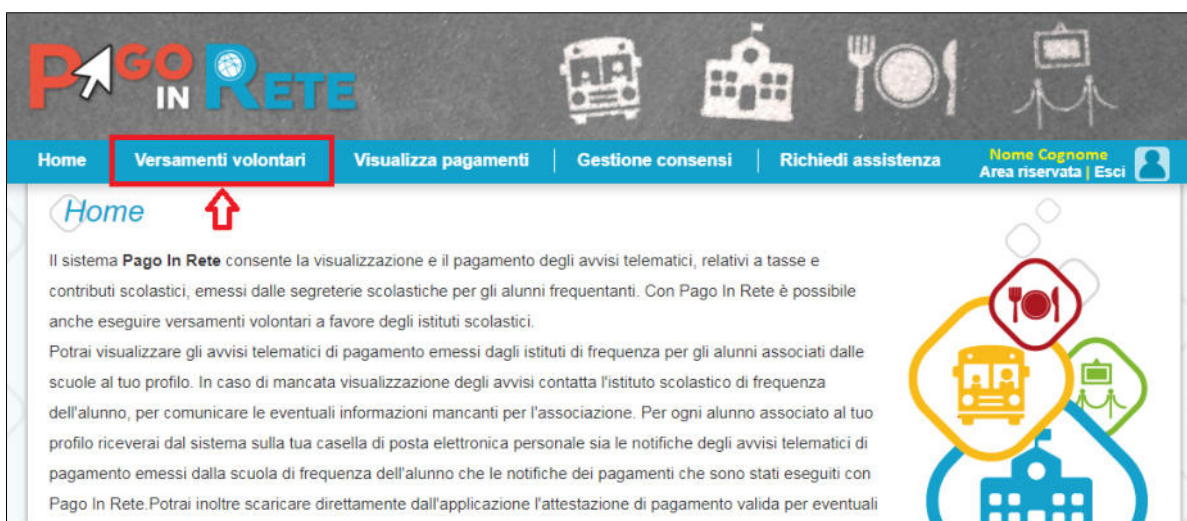 PAGO
IN RETE
Home Versamenti volontari Visualizza pagamenti Gestione consensi Richiedi assistenza Nome Cognome
Area riservata | Esci
Home
Il sistema Pago In Rete consente la visualizzazione e il pagamento degli avvisi telematici, relativi a tasse e
contributi scolastici, emessi dalle segreterie scolastiche per gli alunni frequentanti. Con Pago In Rete è possibile
anche eseguire versamenti volontari a favore degli istituti scolastici.
Potrai visualizzare gli avvisi telematici di pagamento emessi dagli istituti di frequenza per gli alunni associati dalle
scuole al tuo profilo. In caso di mancata visualizzazione degli avvisi contatta l'istituto scolastico di frequenza
dell'alunno, per comunicare le eventuali informazioni mancanti per l'associazione. Per ogni alunno associato al tuo
profilo riceverai dal sistema sulla tua casella di posta elettronica personale sia le notifiche degli avvisi telematici di
pagamento emessi dalla scuola di frequenza dell'alunno che le notifiche dei pagamenti che sono stati eseguiti con
Pago In Rete.Potrai inoltre scaricare direttamente dall'applicazione l'attestazione di pagamento valida per eventuali